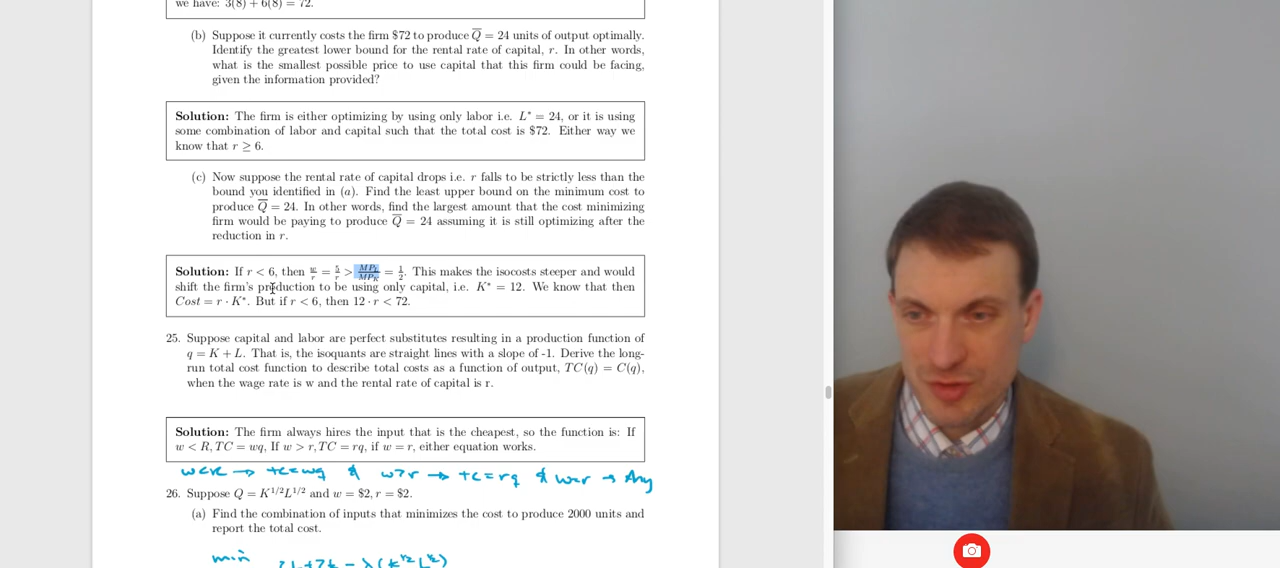 we have: 3(8) + 6(8) = 72.
(b) Suppose it currently costs the firm $72 to produce Q̅ = 24 units of output optimally.
Identify the greatest lower bound for the rental rate of capital, r. In other words,
what is the smallest possible price to use capital that this firm could be facing,
given the information provided?
Solution: The firm is either optimizing by using only labor i.e. L* = 24, or it is using
some combination of labor and capital such that the total cost is $72. Either way we
know that r ≥ 6.
(c) Now suppose the rental rate of capital drops i.e. r falls to be strictly less than the
bound you identified in (a). Find the least upper bound on the minimum cost to
produce Q̅ = 24. In other words, find the largest amount that the cost minimizing
firm would be paying to produce Q̅ = 24 assuming it is still optimizing after the
reduction in r.
Solution: If r < 6, then w/r = 5/r > MP_L/MP_K = 1/2. This makes the isocosts steeper and would
shift the firm's production to be using only capital, i.e. K* = 12. We know that then
Cost = r · K*. But if r < 6, then 12 · r < 72.
25. Suppose capital and labor are perfect substitutes resulting in a production function of
q = K + L. That is, the isoquants are straight lines with a slope of -1. Derive the long-
run total cost function to describe total costs as a function of output, TC(q) = C(q),
when the wage rate is w and the rental rate of capital is r.
Solution: The firm always hires the input that is the cheapest, so the function is: If
w < R, TC = wq, If w > r, TC = rq, if w = r, either equation works.
w<r → tc=wq & w>r → tc=rq & w=r → Any
26. Suppose Q = K^1/2 L^1/2 and w = $2, r = $2.
(a) Find the combination of inputs that minimizes the cost to produce 2000 units and
report the total cost.
min